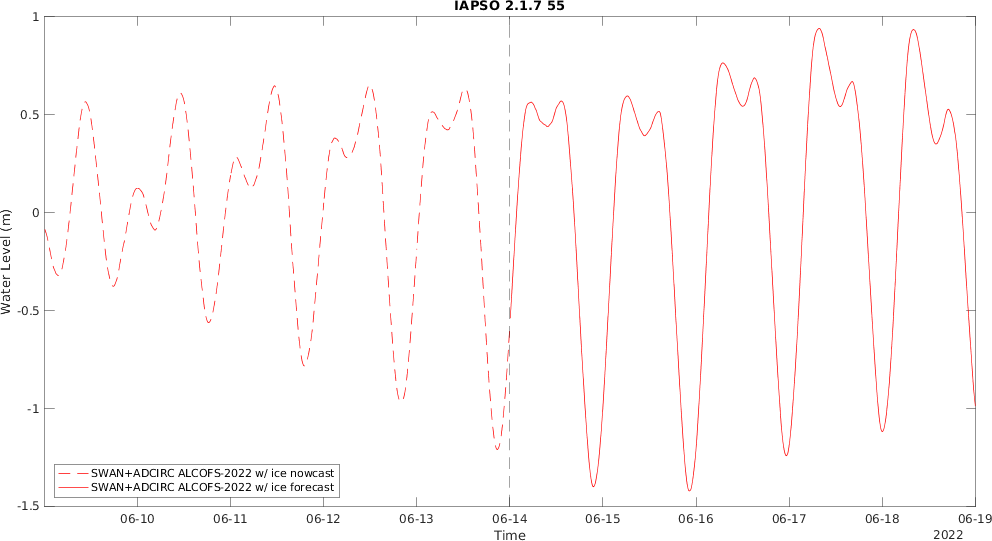 IAPSO 2.1.7 55
1
0.5
0
-0.5
-1
-1.5
Water Level (m)
SWAN+ADCIRC ALCOFS-2022 w/ ice nowcast
SWAN+ADCIRC ALCOFS-2022 w/ ice forecast
06-10 06-11 06-12 06-13 06-14 06-15 06-16 06-17 06-18 06-19
Time
2022